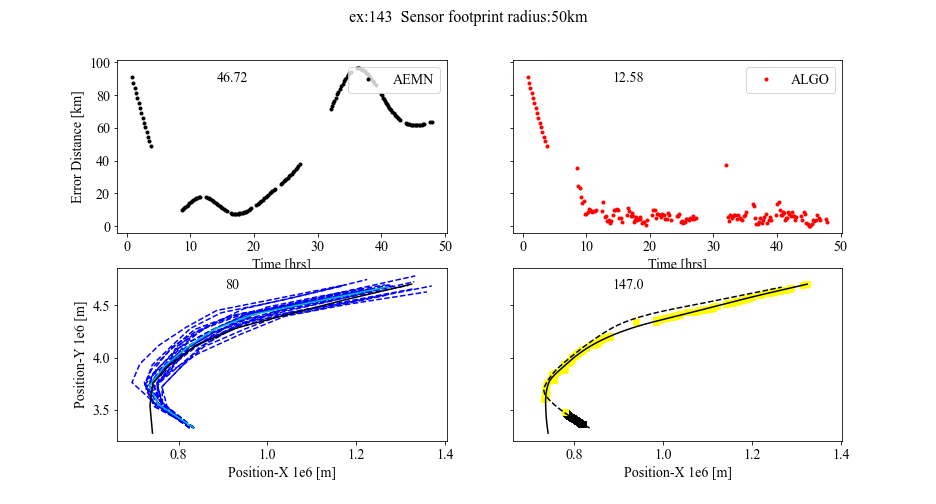 ex:143  Sensor footprint radius:50km
46.72
AEMN
12.58
ALGO
Error Distance [km]
100
80
60
40
20
0
0 10 20 30 40 50
0 10 20 30 40 50
Time [hrs]
Time [hrs]
80
147.0
Position-Y 1e6 [m]
4.5
4.0
3.5
0.8 1.0 1.2 1.4
0.8 1.0 1.2 1.4
Position-X 1e6 [m]
Position-X 1e6 [m]